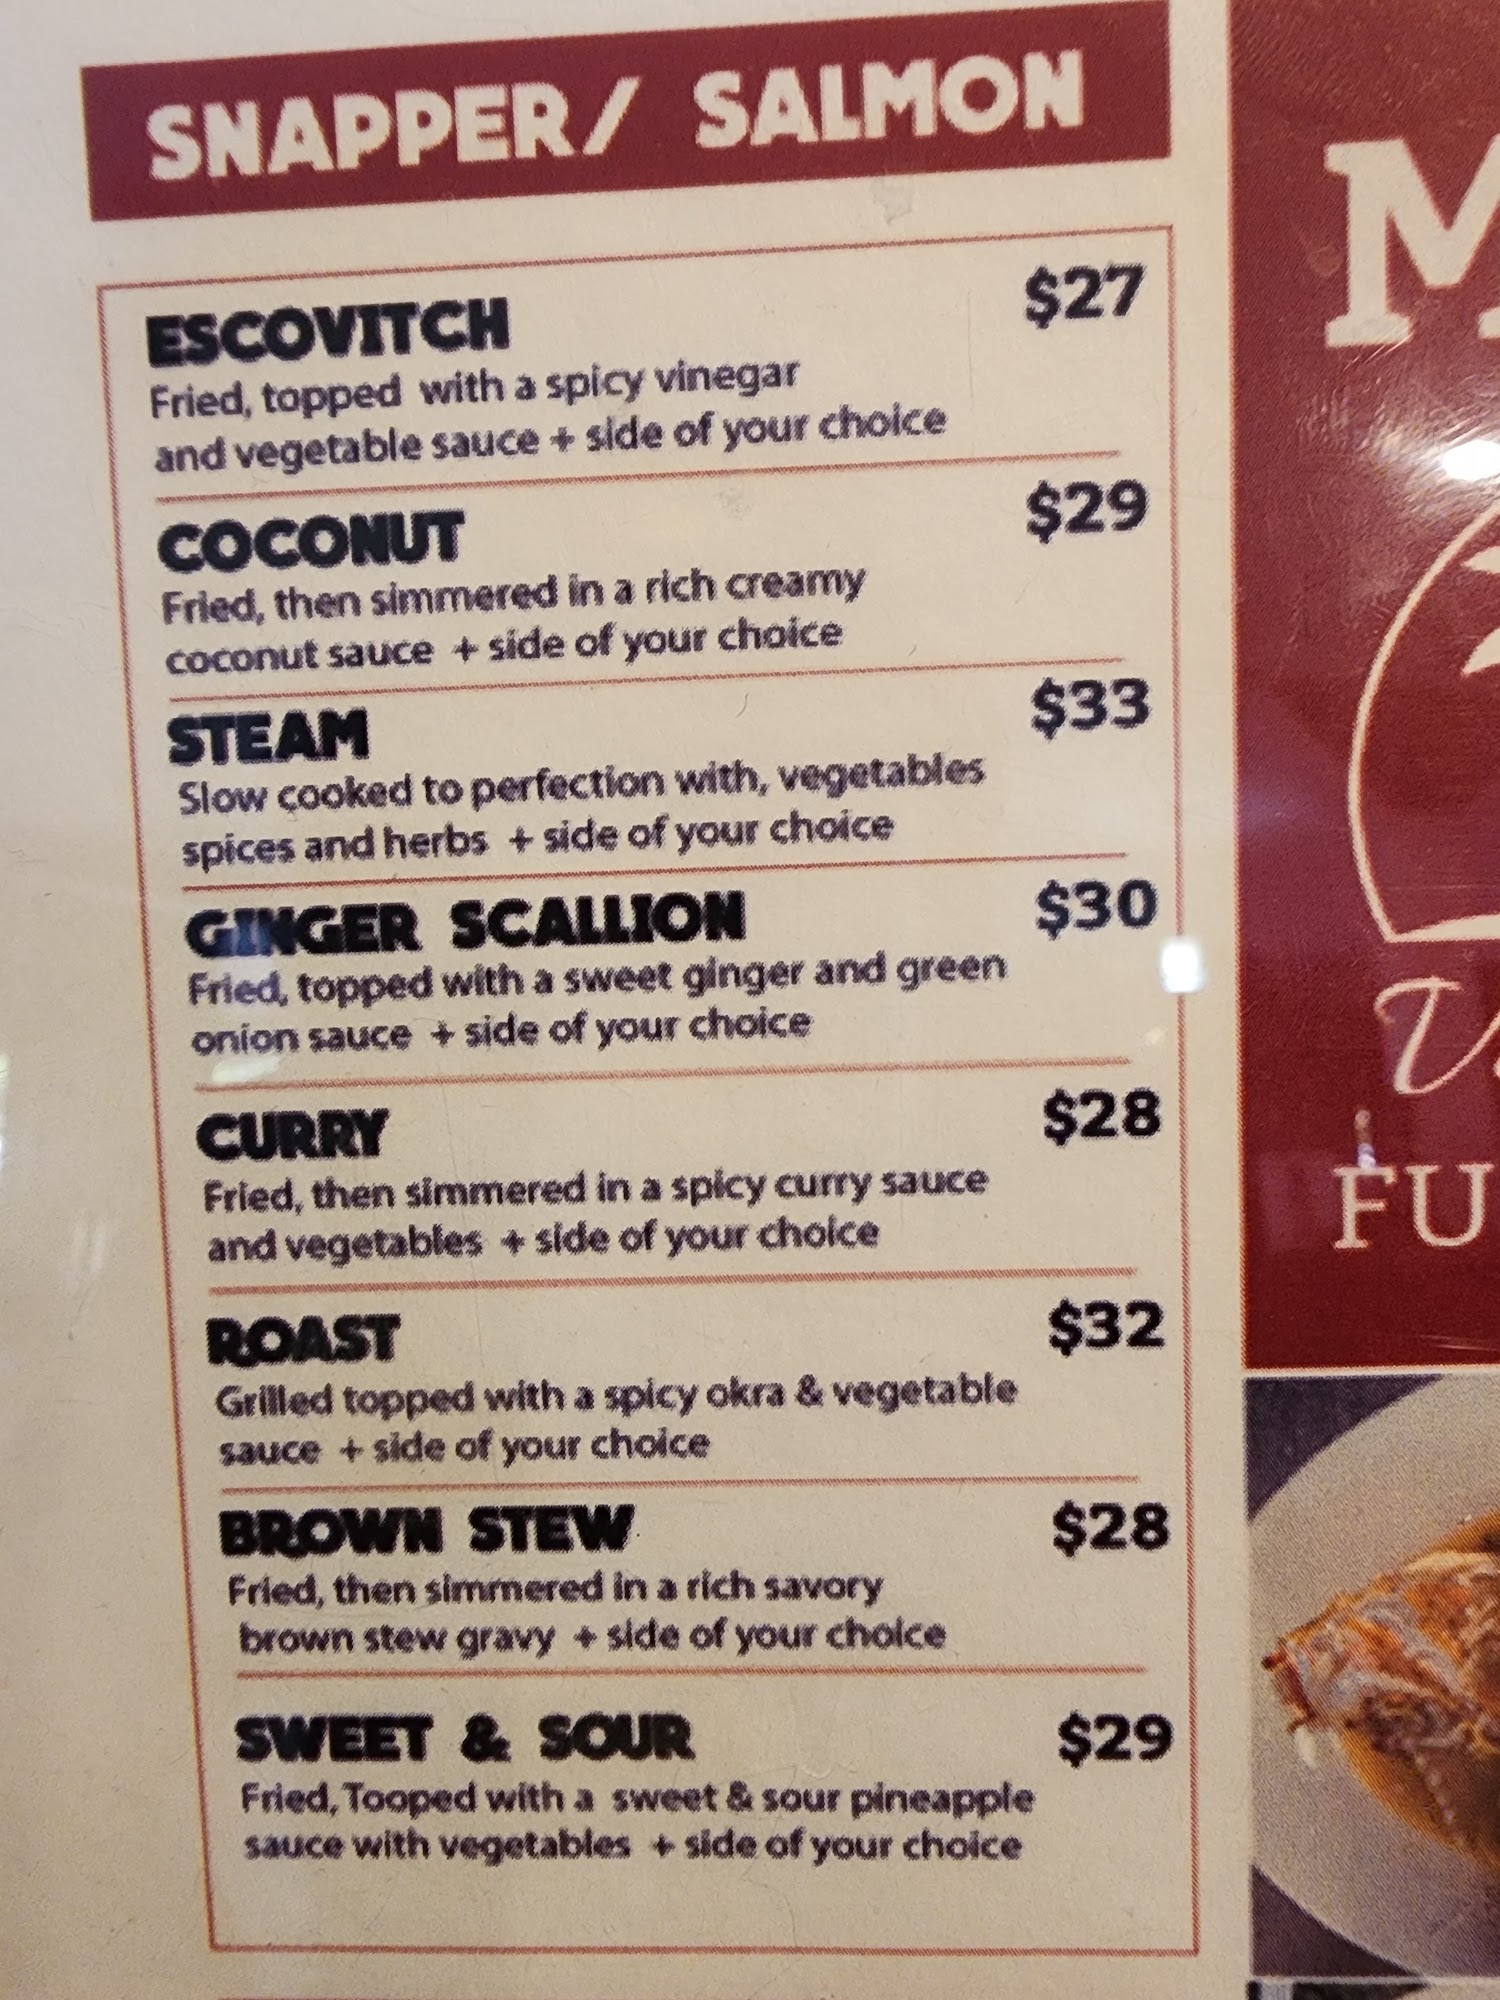 SNAPPER/ SALMON
ESCOVITCH $27
Fried, topped with a spicy vinegar
and vegetable sauce + side of your choice
COCONUT $29
Fried, then simmered in a rich creamy
coconut sauce + side of your choice
STEAM $33
Slow cooked to perfection with, vegetables
spices and herbs + side of your choice
GINGER SCALLION $30
Fried, topped with a sweet ginger and green
onion sauce + side of your choice
CURRY $28
Fried, then simmered in a spicy curry sauce
and vegetables + side of your choice
ROAST $32
Grilled topped with a spicy okra & vegetable
sauce + side of your choice
BROWN STEW $28
Fried, then simmered in a rich savory
brown stew gravy + side of your choice
SWEET & SOUR $29
Fried, Tooped with a sweet & sour pineapple
sauce with vegetables + side of your choice
M
FU